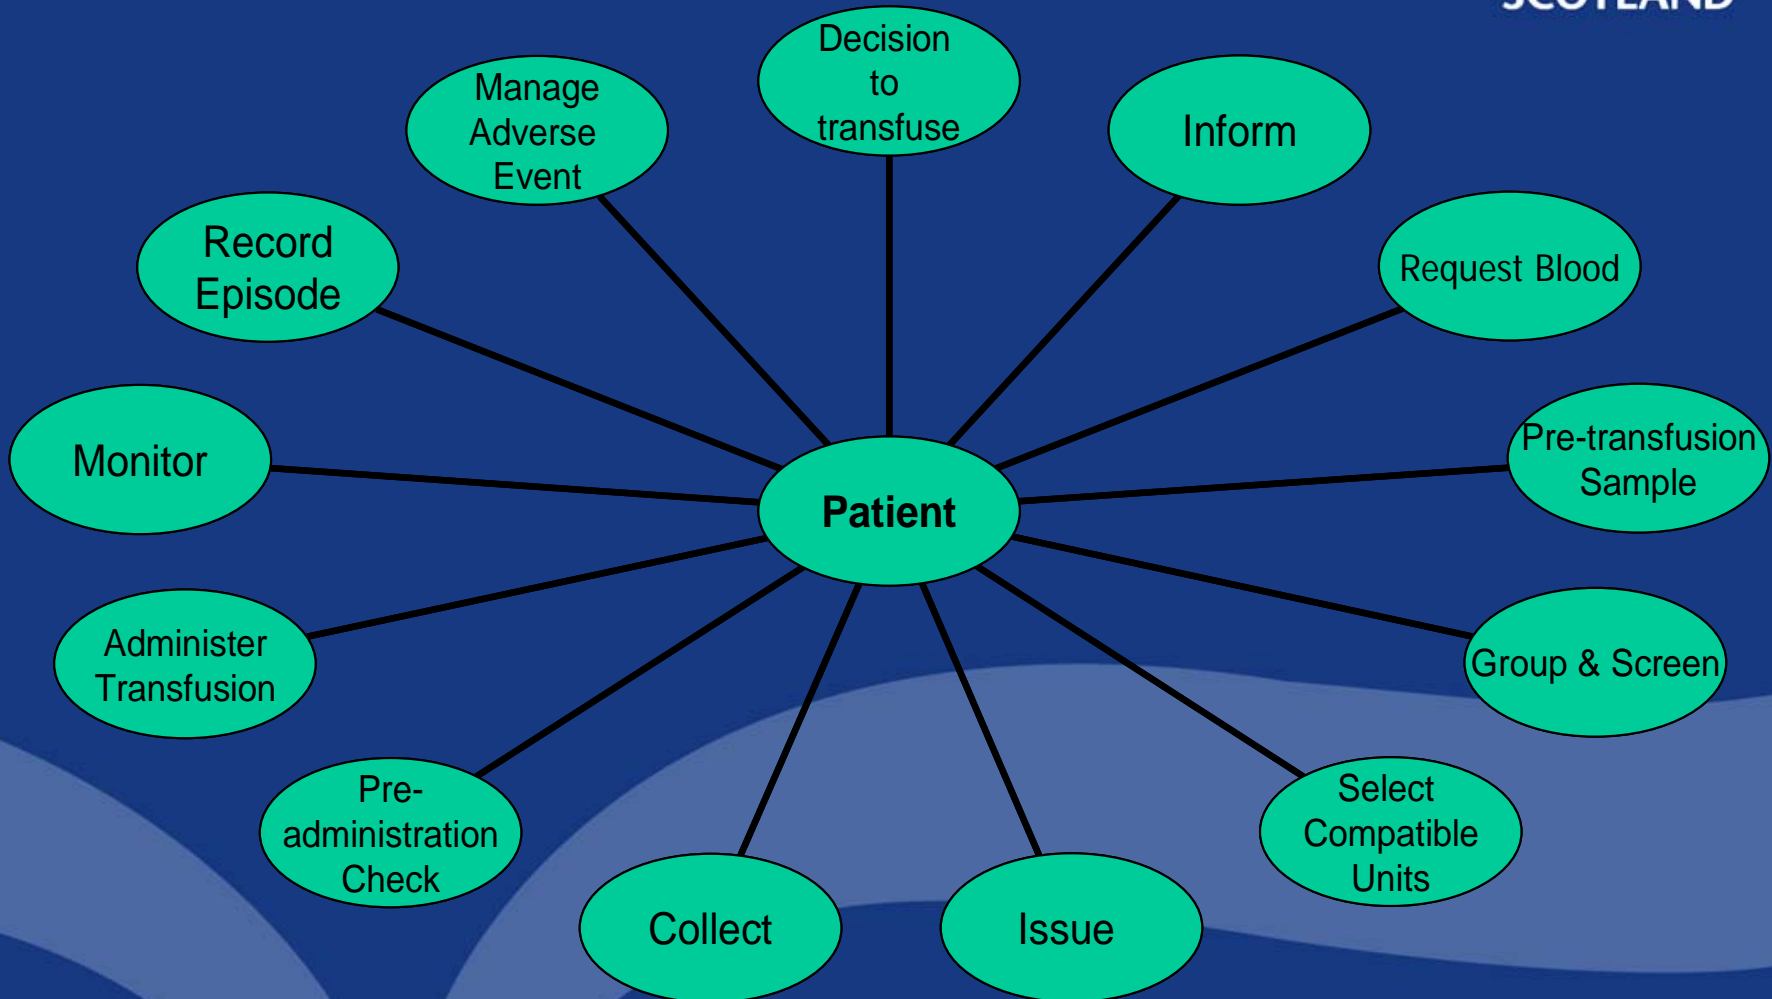 SCOTLAND
Decision
to
transfuse
Inform
Request Blood
Pre-transfusion
Sample
Group & Screen
Select
Compatible
Units
Issue
Collect
Pre-
administration
Check
Administer
Transfusion
Monitor
Record
Episode
Manage
Adverse
Event
Patient